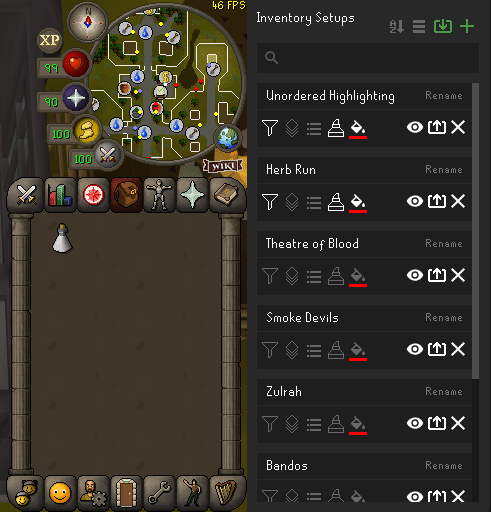 46 FPS
XP
99
90
100
100
WIKI
Inventory Setups
Unordered Highlighting
Rename
Herb Run
Rename
Theatre of Blood
Rename
Smoke Devils
Rename
Zulrah
Rename
Bandos
Rename